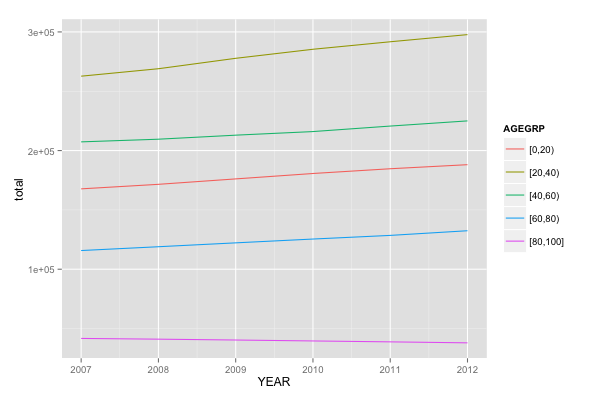 3e+05
2e+05
1e+05
total
2007 2008 2009 2010 2011 2012
YEAR
AGEGRP
[0,20)
[20,40)
[40,60)
[60,80)
[80,100]